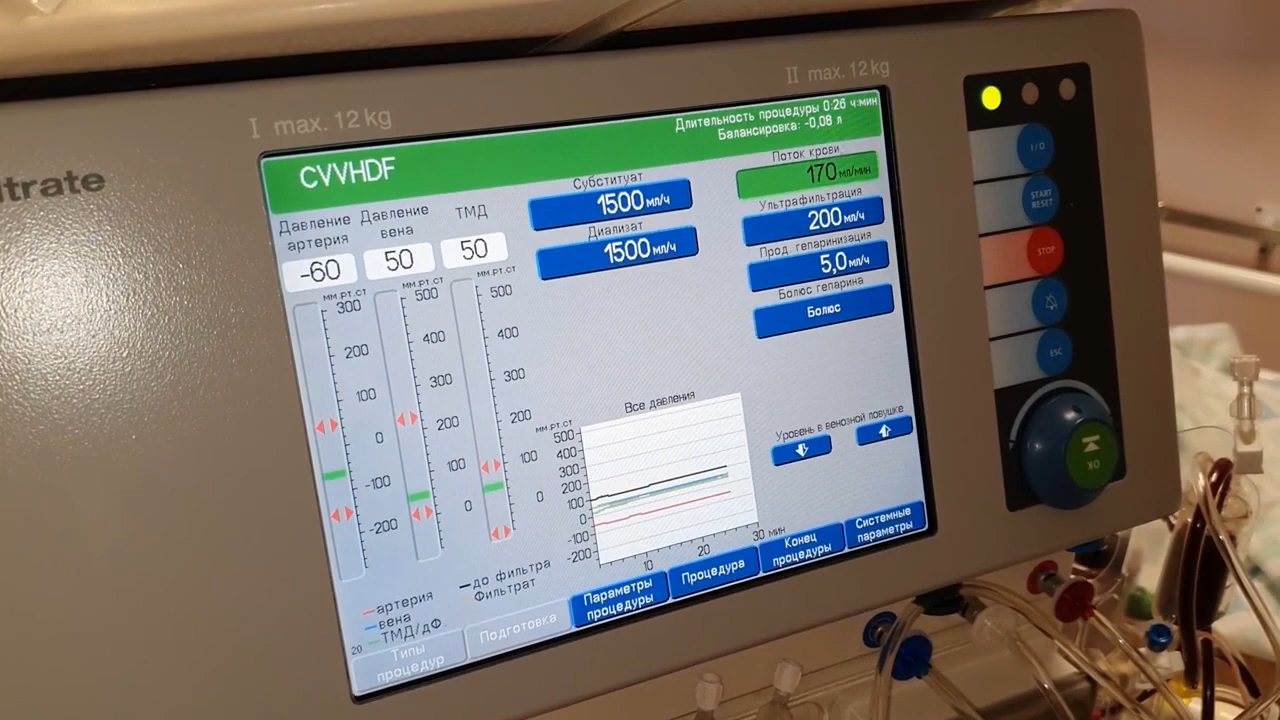 I max. 12 kg
II max. 12 kg
ltrate
CVVHDF
Длительность процедуры 0:26 ч:мин
Балансировка: -0,08 л
Давление артерия
-60
Давление вена
50
ТМД
50
Субституат
1500 мл/ч
Диализат
1500 мл/ч
Поток крови
170 мл/мин
Ультрафильтрация
200 мл/ч
Прод. гепаринизация
5,0 мл/ч
Болюс гепарина
Болюс
мм.рт.ст
300
200
100
0
-100
-200
мм.рт.ст
500
400
300
200
100
0
мм.рт.ст
500
400
300
200
100
0
Все давления
мм.рт.ст
500
400
300
200
100
0
-100
-200
10
20
30 мин
Уровень в венозной ловушке
артерия
вена
ТМД/дФ.
до фильтра
Фильтрат
20
Типы процедур
Подготовка
Параметры процедуры
Процедура
Конец процедуры
Системные параметры
I/O
START
RESET
STOP
ESC
OK